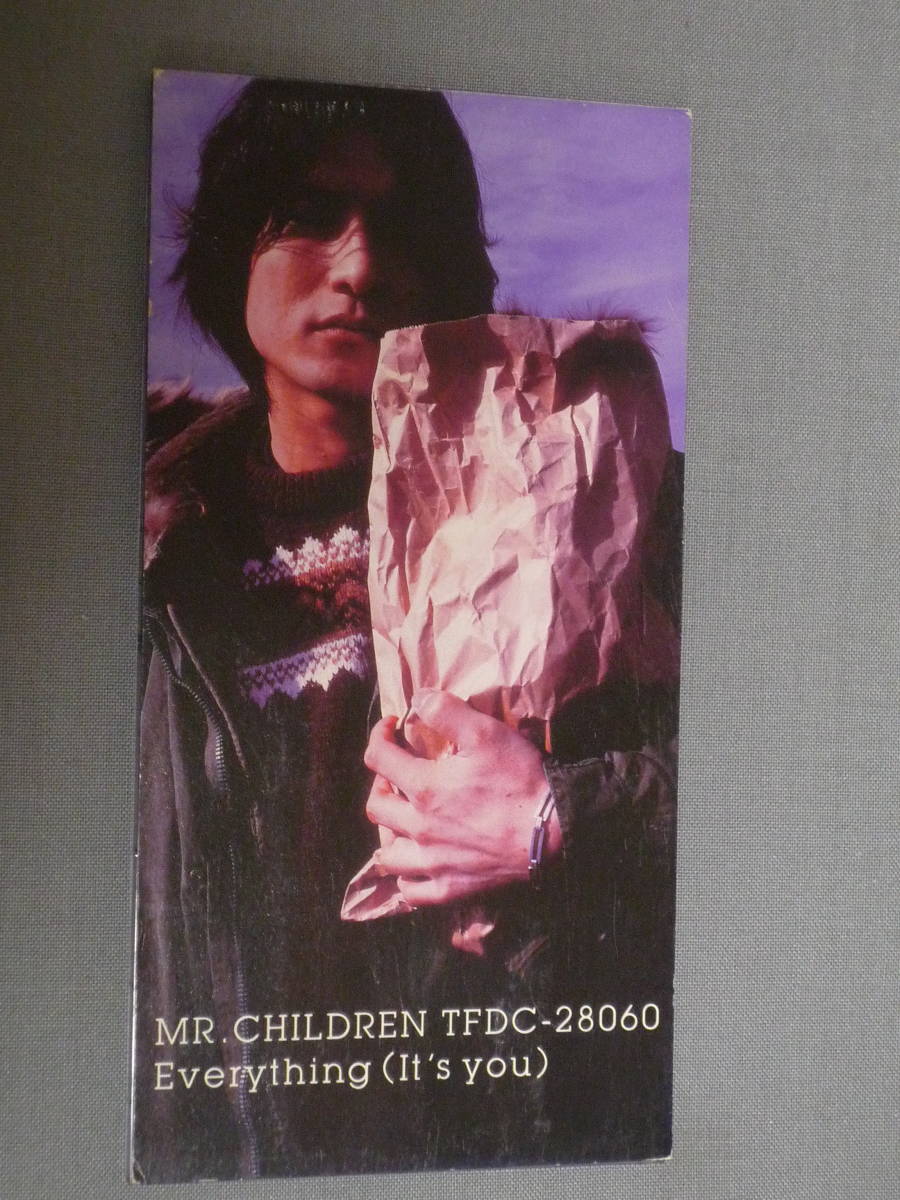 MR.CHILDREN TFDC-28060
Everything (It's you)